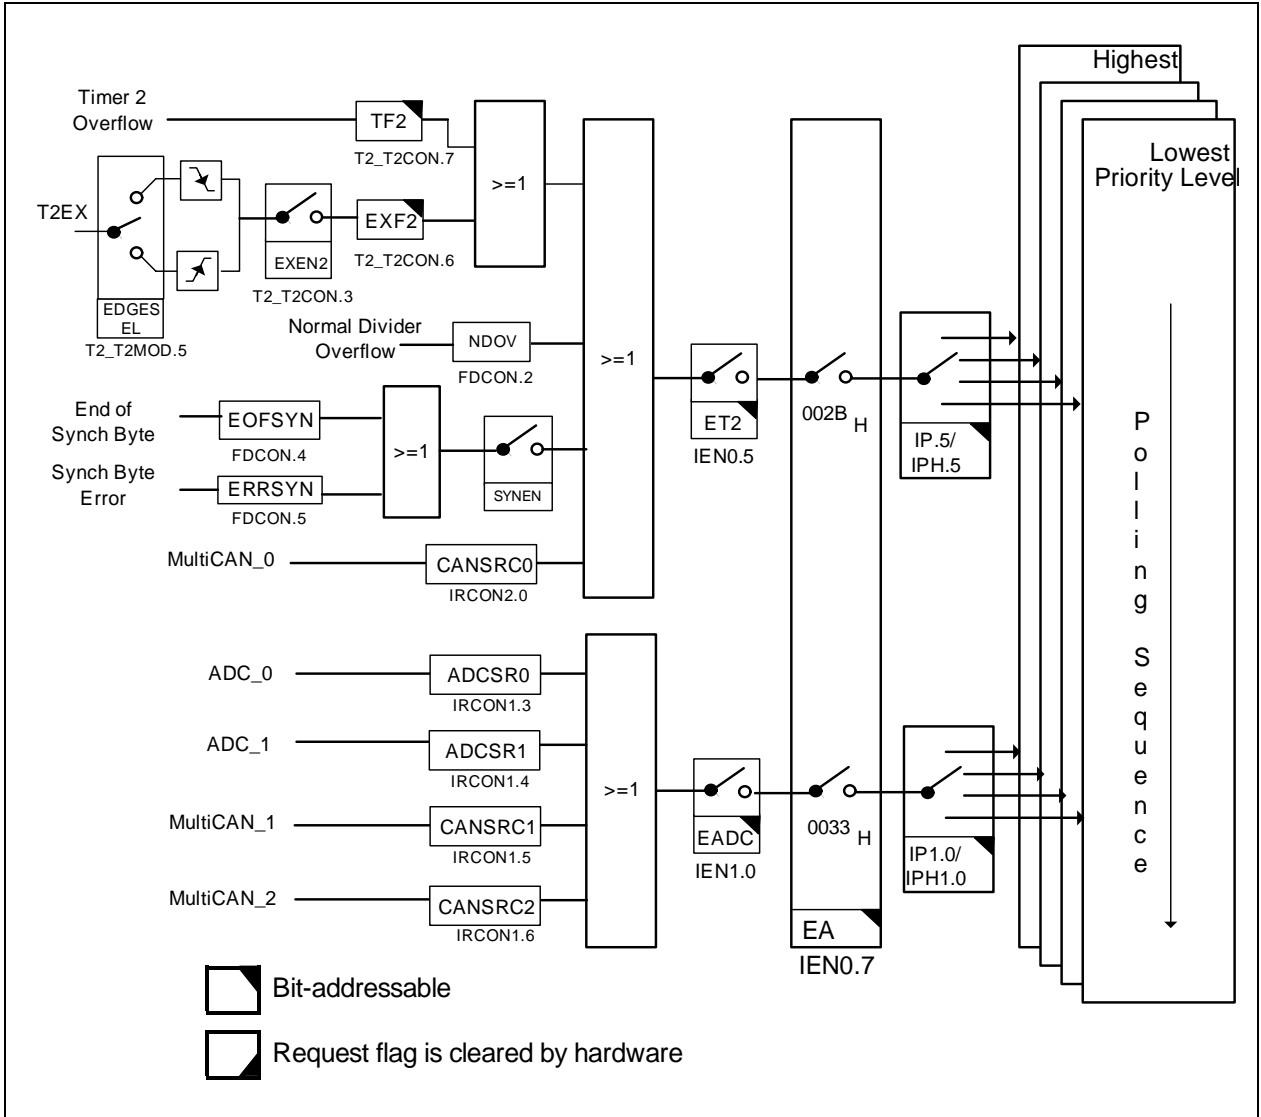 Highest
Lowest
Priority Level
Timer 2
Overflow
TF2
T2_T2CON.7
>=1
T2EX
EDGES
EL
T2_T2MOD.5
EXEN2
T2_T2CON.3
EXF2
T2_T2CON.6
Normal Divider
Overflow
NDOV
FDCON.2
>=1
End of
Synch Byte
EOFSYN
FDCON.4
Synch Byte
Error
ERRSYN
FDCON.5
>=1
SYNEN
MultiCAN_0
CANSRC0
IRCON2.0
ET2
IEN0.5
002B H
IP.5/
IPH.5
ADC_0
ADCSR0
IRCON1.3
ADC_1
ADCSR1
IRCON1.4
MultiCAN_1
CANSRC1
IRCON1.5
MultiCAN_2
CANSRC2
IRCON1.6
>=1
EADC
IEN1.0
0033 H
IP1.0/
IPH1.0
EA
IEN0.7
Polling Sequence
Bit-addressable
Request flag is cleared by hardware